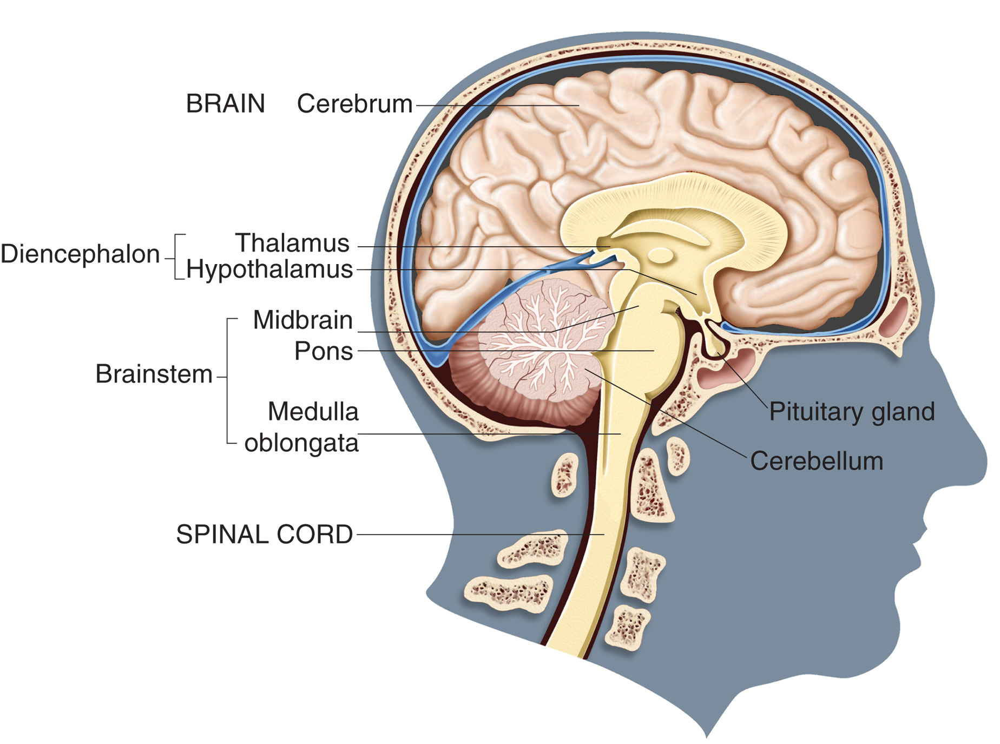 BRAIN Cerebrum
Diencephalon
Thalamus
Hypothalamus
Brainstem
Midbrain
Pons
Medulla
oblongata
Pituitary gland
Cerebellum
SPINAL CORD